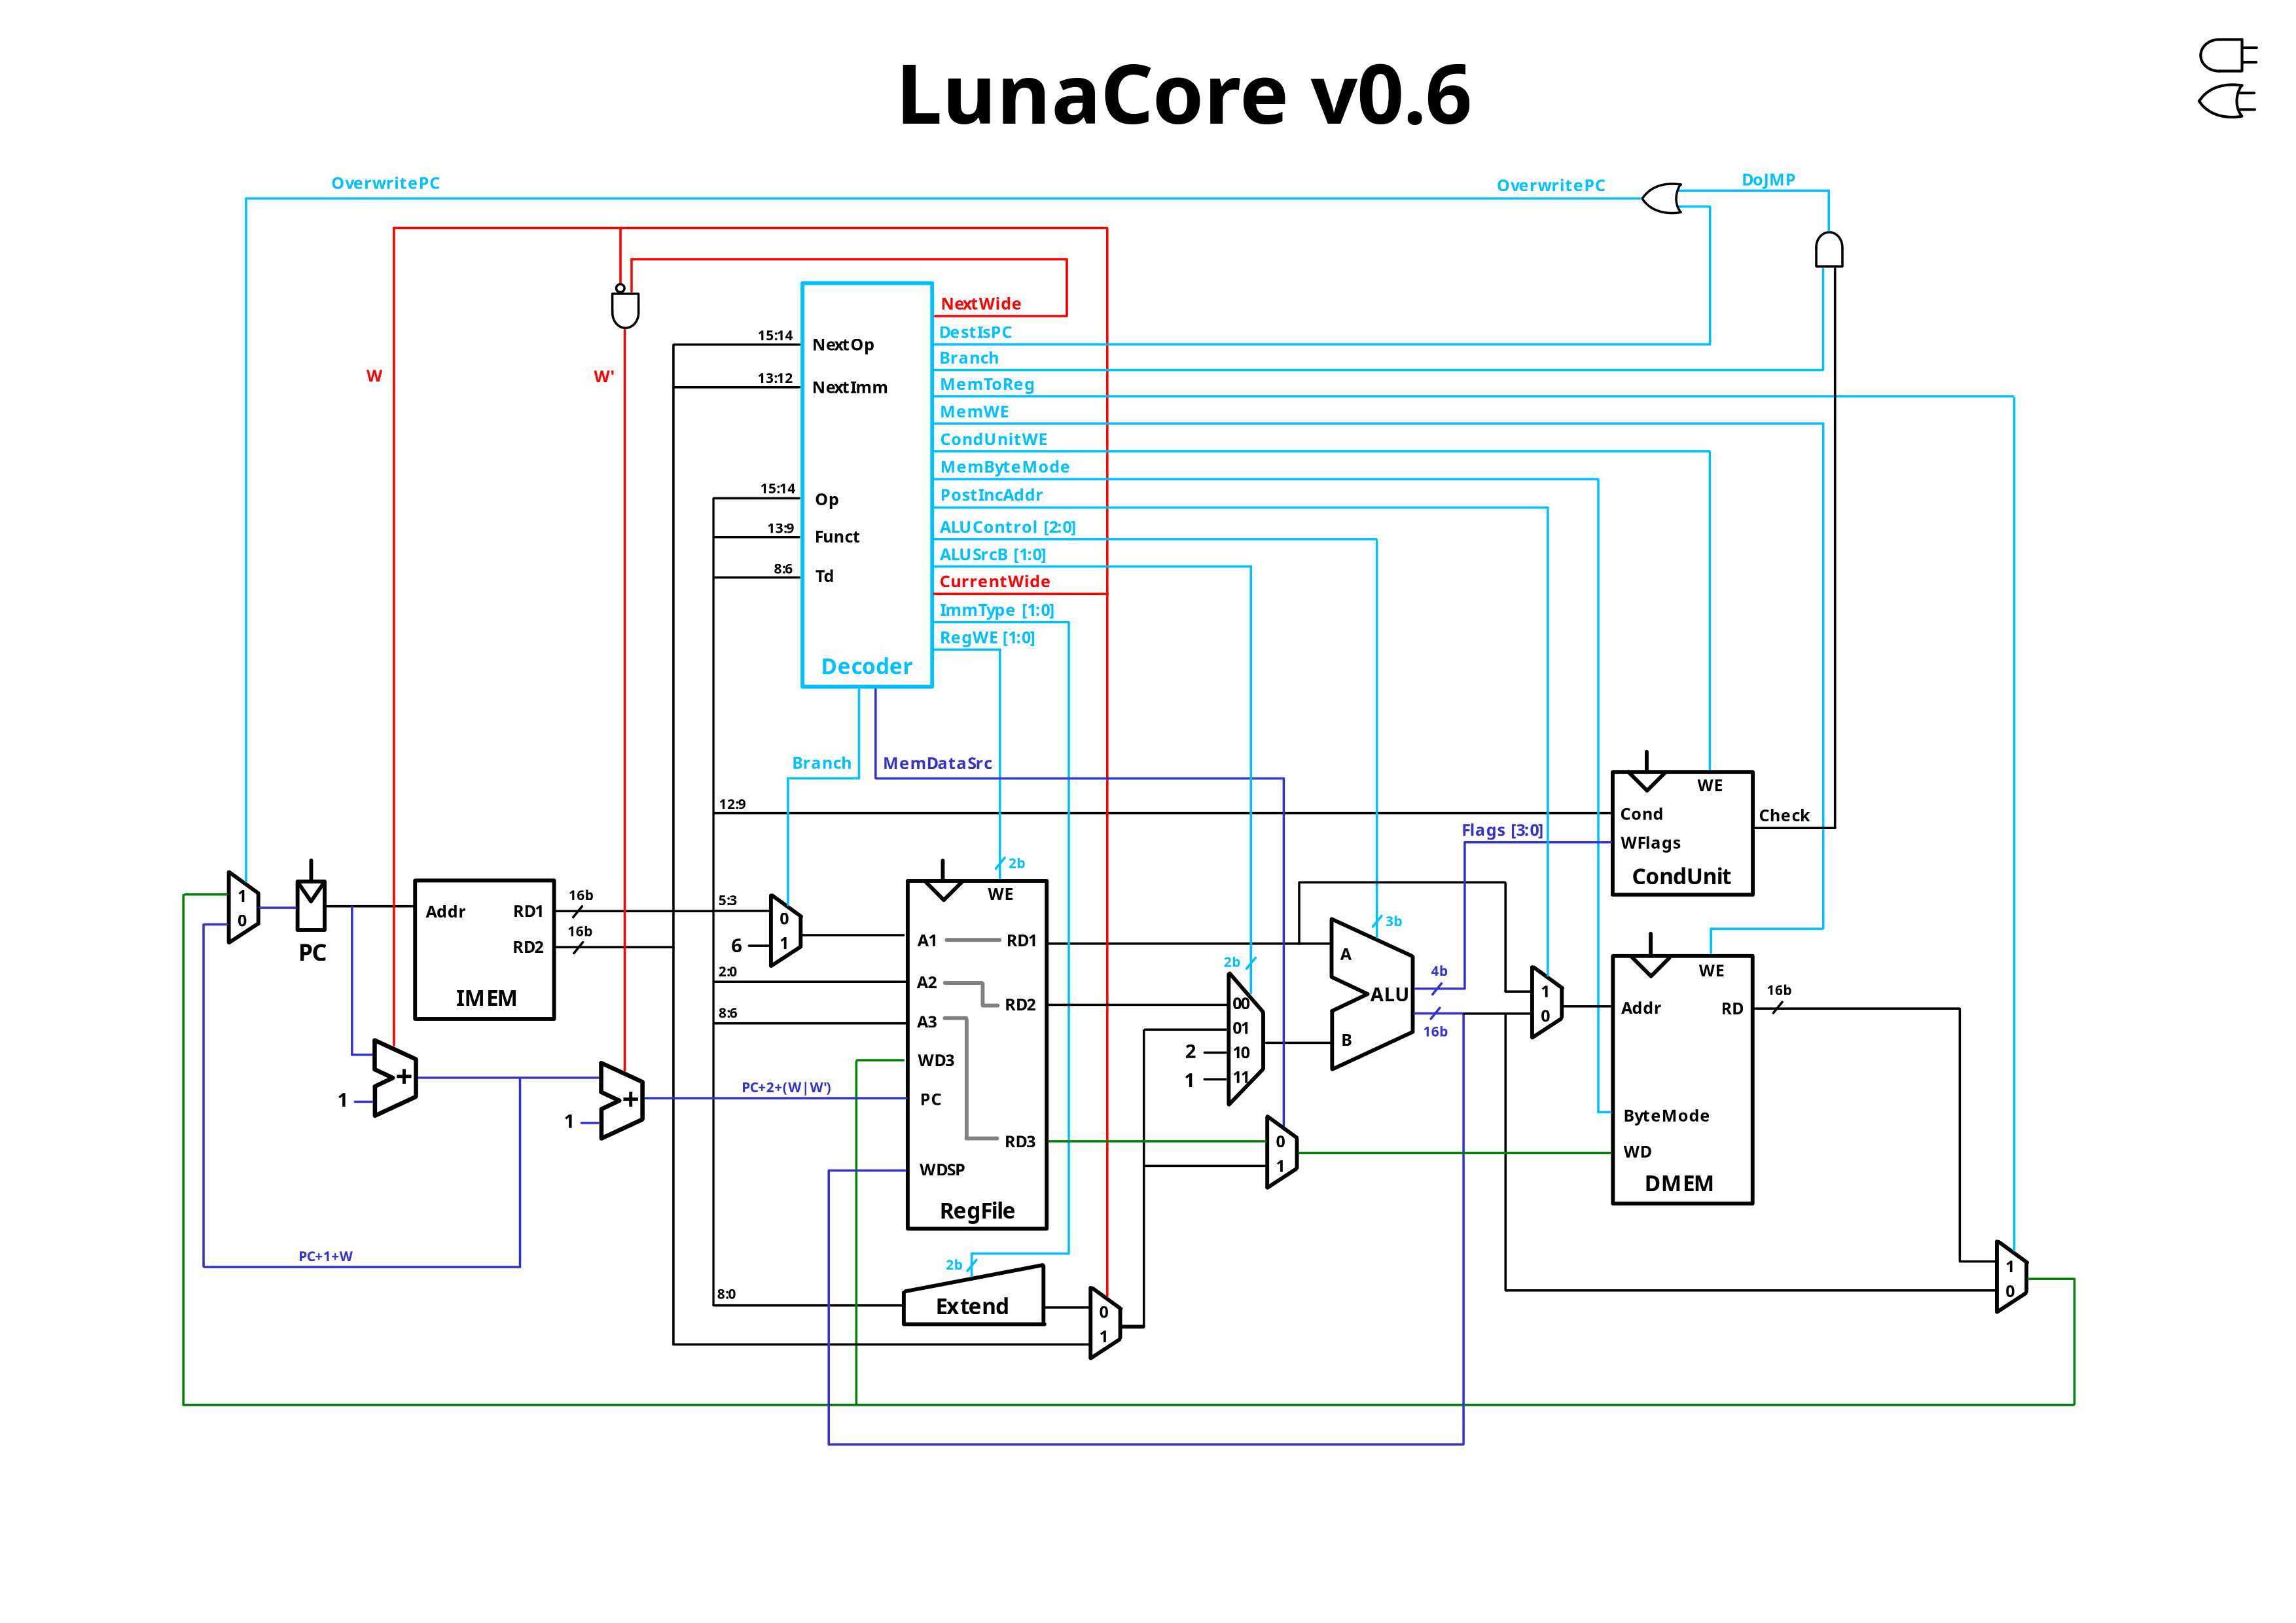 LunaCore v0.6
OverwritePC
OverwritePC
DoJMP
NextWide
DestIsPC
Branch
MemToReg
MemWE
CondUnitWE
MemByteMode
PostIncAddr
ALUControl [2:0]
ALUSrcB [1:0]
CurrentWide
ImmType [1:0]
RegWE [1:0]
15:14
NextOp
13:12
NextImm
15:14
Op
13:9
Funct
8:6
Td
Decoder
W
W'
Branch
MemDataSrc
12:9
Cond
WE
WFlags
CondUnit
Check
Flags [3:0]
2b
1
0
PC
Addr
RD1
RD2
IMEM
16b
16b
5:3
0
1
6
2:0
8:6
WE
A1
RD1
A2
RD2
A3
WD3
PC
RD3
WDSP
RegFile
+
1
+
1
PC+2+(W|W')
PC+1+W
3b
A
B
ALU
4b
16b
2b
00
01
10
11
2
1
0
1
1
0
WE
Addr
RD
ByteMode
WD
DMEM
16b
2b
8:0
Extend
0
1
1
0